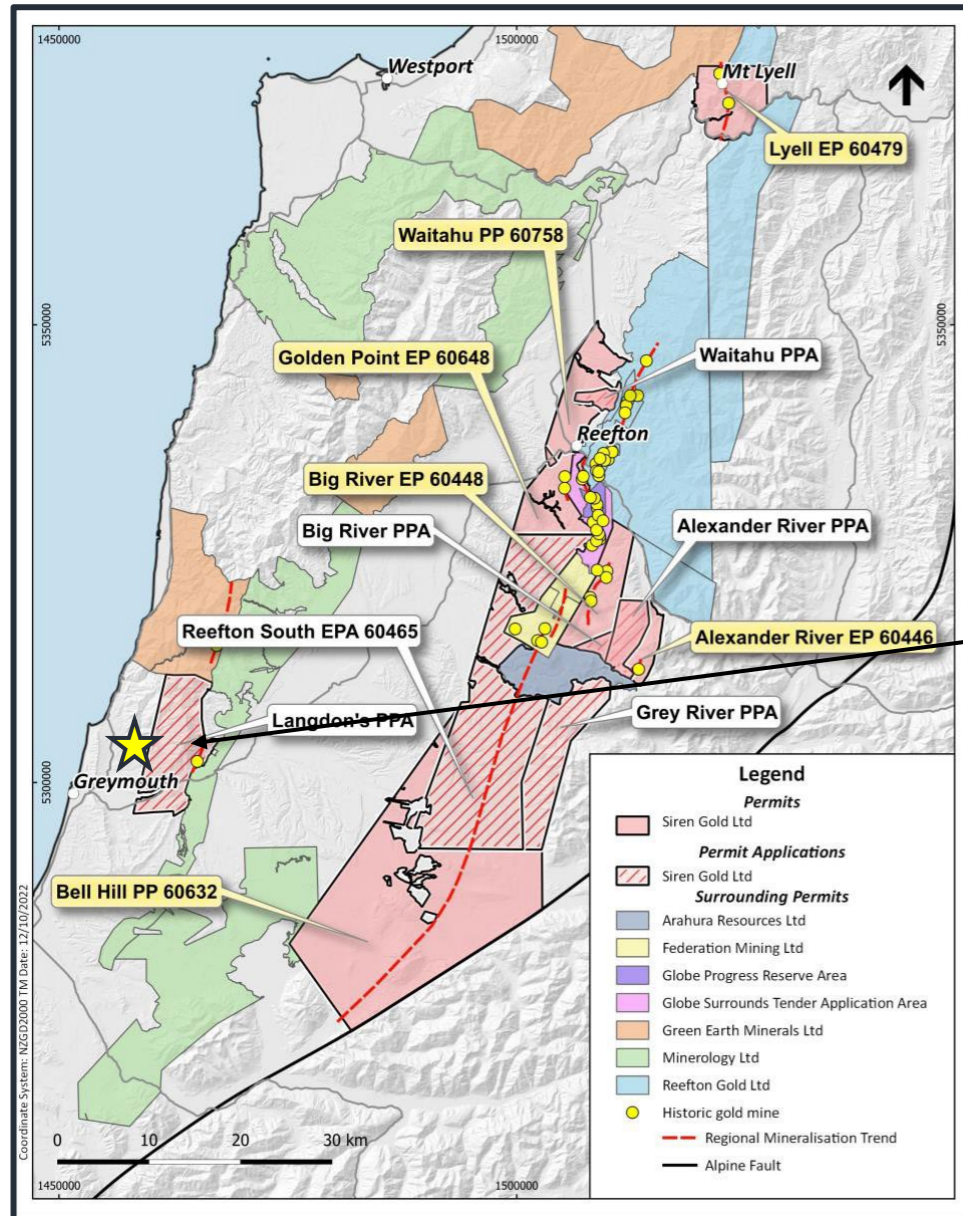 1450000
1500000
Westport
Mt Lyell
Lyell EP 60479
Waitahu PP 60758
5350000
5350000
Golden Point EP 60648
Waitahu PPA
Reefton
Big River EP 60448
Big River PPA
Alexander River PPA
Reefton South EPA 60465
Alexander River EP 60446
Langdon's PPA
Grey River PPA
Greymouth
5300000
Bell Hill PP 60632
Legend
Permits
Siren Gold Ltd
Permit Applications
Siren Gold Ltd
Surrounding Permits
Arahura Resources Ltd
Federation Mining Ltd
Globe Progress Reserve Area
Globe Surrounds Tender Application Area
Green Earth Minerals Ltd
Minerology Ltd
Reefton Gold Ltd
Historic gold mine
Regional Mineralisation Trend
Alpine Fault
Coordinate System: NZGD2000 TM Date: 12/10/2022
0 10 20 30 km
1450000
1500000